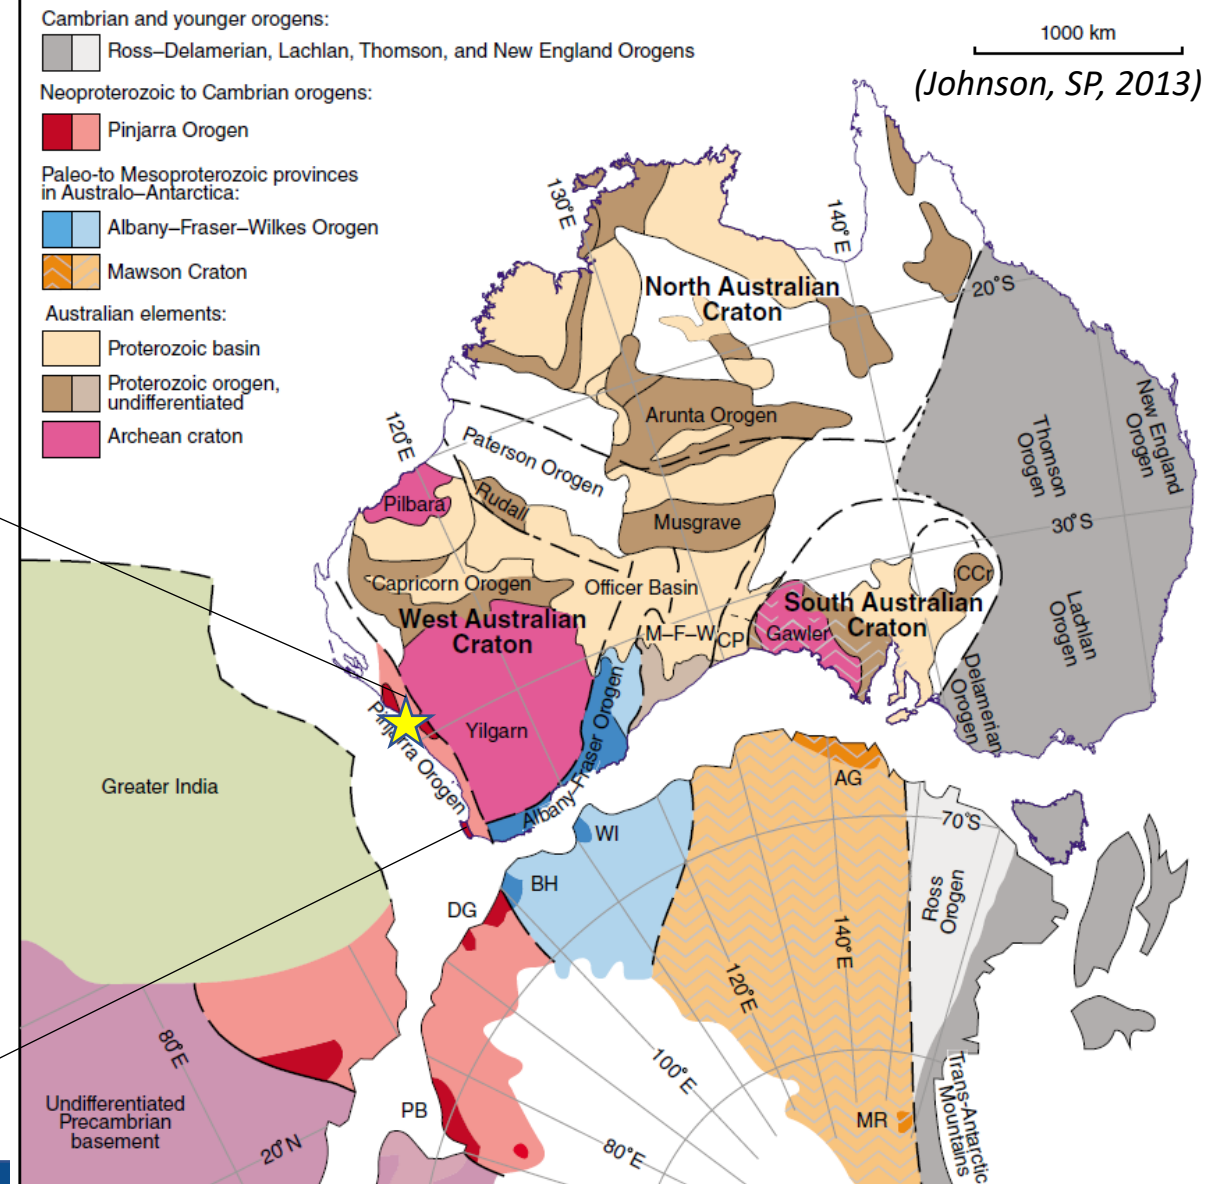 Cambrian and younger orogens:
Ross–Delamerian, Lachlan, Thomson, and New England Orogens
Neoproterozoic to Cambrian orogens:
Pinjarra Orogen
Paleo-to Mesoproterozoic provinces
in Australo–Antarctica:
Albany–Fraser–Wilkes Orogen
Mawson Craton
Australian elements:
Proterozoic basin
Proterozoic orogen,
undifferentiated
Archean craton
1000 km
(Johnson, SP, 2013)
130°E
140°E
20°S
North Australian
Craton
Arunta Orogen
120°E
Paterson Orogen
Thomson
Orogen
New England
Orogen
Pilbara
Rudall
Musgrave
30°S
Capricorn Orogen
Officer Basin
CCr
West Australian
Craton
M–F–W
CP
Gawler
South Australian
Craton
Lachlan
Orogen
Delamerian
Orogen
Pinjarra Orogen
Yilgarn
Albany–Fraser Orogen
Greater India
AG
WI
70°S
BH
DG
Ross
Orogen
140°E
120°E
80°E
100°E
Undifferentiated
Precambrian
basement
20°N
PB
80°E
MR
Trans-Antarctic
Mountains